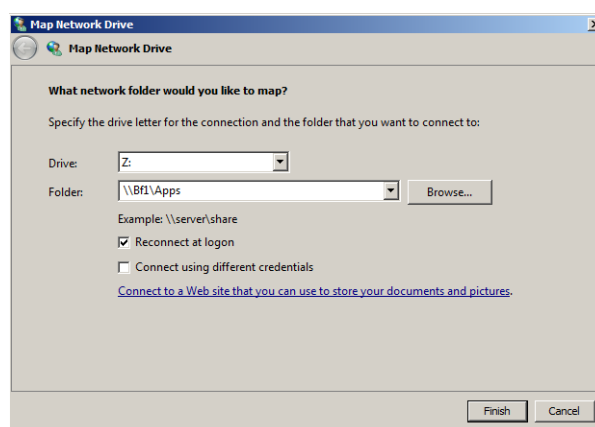 Map Network Drive
Map Network Drive
What network folder would you like to map?
Specify the drive letter for the connection and the folder that you want to connect to:
Drive: Z:
Folder: \\Bf1\Apps Browse...
Example: \\server\share
Reconnect at logon
Connect using different credentials
Connect to a Web site that you can use to store your documents and pictures.
Finish Cancel